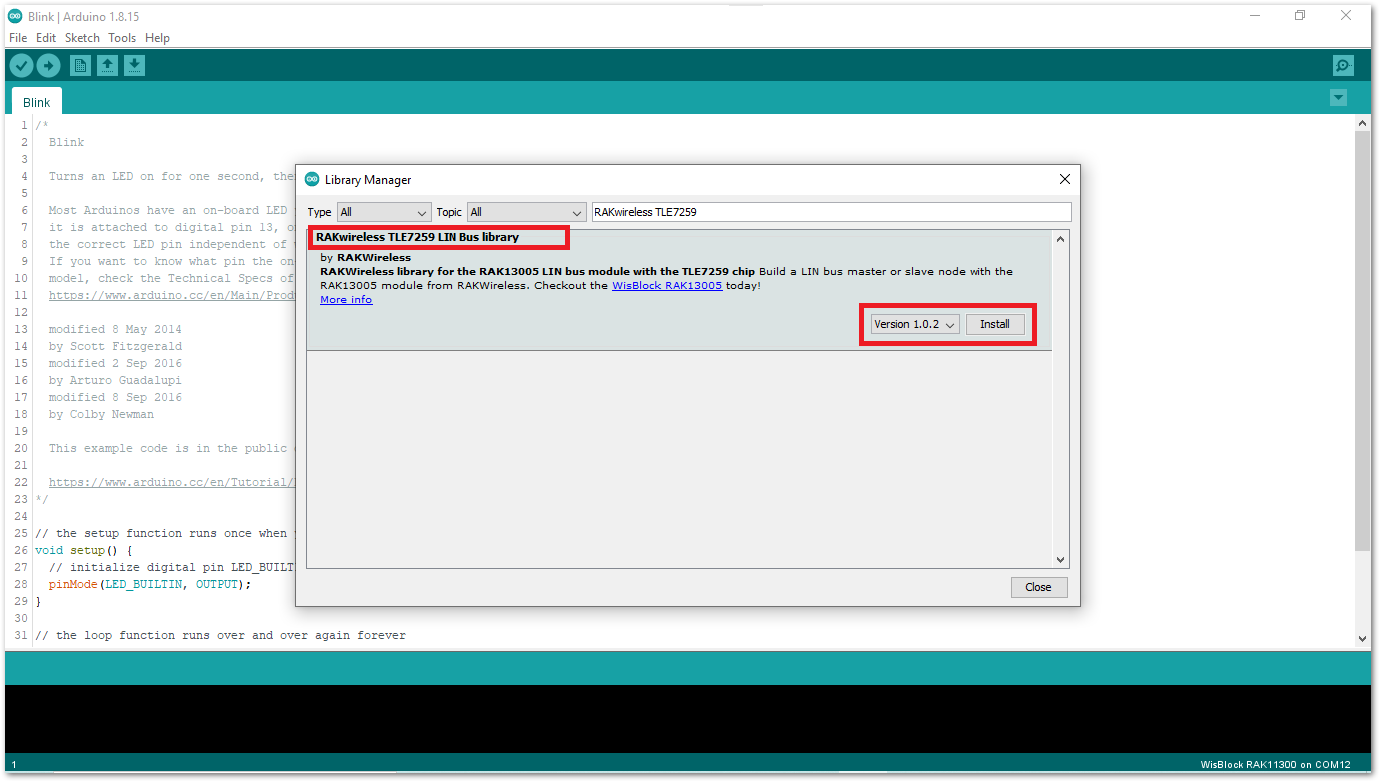 Blink | Arduino 1.8.15
File Edit Sketch Tools Help
Blink
1 /*
2 Blink
3
4 Turns an LED on for one second, the
5
6 Most Arduinos have an on-board LED
7 it is attached to digital pin 13, o
8 the correct LED pin independent of
9 If you want to know what pin the on
10 model, check the Technical Specs of
11 https://www.arduino.cc/en/Main/Prod
12
13 modified 8 May 2014
14 by Scott Fitzgerald
15 modified 2 Sep 2016
16 by Arturo Guadalupi
17 modified 8 Sep 2016
18 by Colby Newman
19
20 This example code is in the public
21
22 https://www.arduino.cc/en/Tutorial/
23 */
24
25 // the setup function runs once when
26 void setup() {
27 // initialize digital pin LED_BUILT
28 pinMode(LED_BUILTIN, OUTPUT);
29 }
30
31 // the loop function runs over and over again forever
Library Manager
Type All Topic All RAKwireless TLE7259
RAKwireless TLE7259 LIN Bus library
by RAKWireless
RAKWireless library for the RAK13005 LIN bus module with the TLE7259 chip Build a LIN bus master or slave node with the
RAK13005 module from RAKWireless. Checkout the WisBlock RAK13005 today!
More info
Version 1.0.2 Install
Close
1 WisBlock RAK11300 on COM12